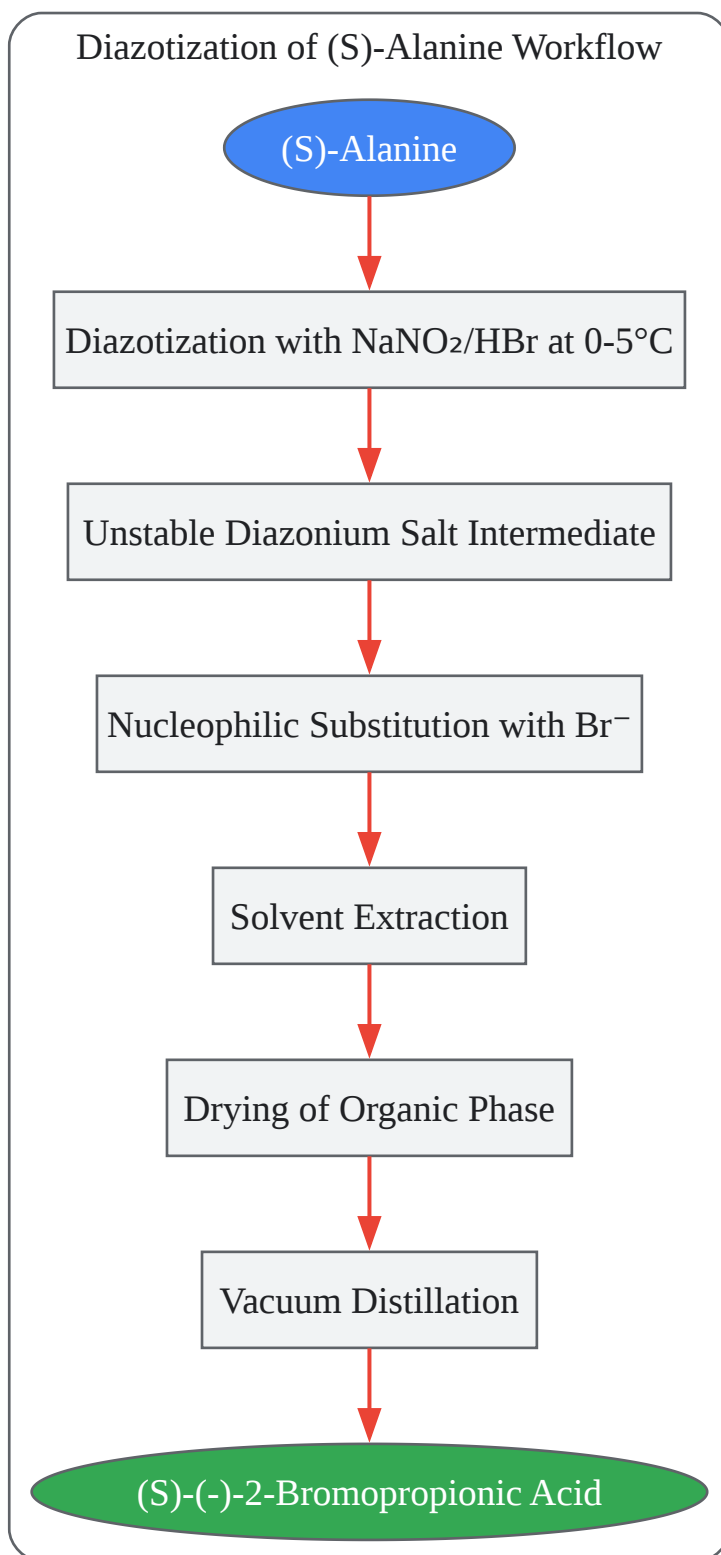 Diazotization of (S)-Alanine Workflow
(S)-Alanine
Diazotization with NaNO₂/HBr at 0-5°C
Unstable Diazonium Salt Intermediate
Nucleophilic Substitution with Br⁻
Solvent Extraction
Drying of Organic Phase
Vacuum Distillation
(S)-(-)-2-Bromopropionic Acid